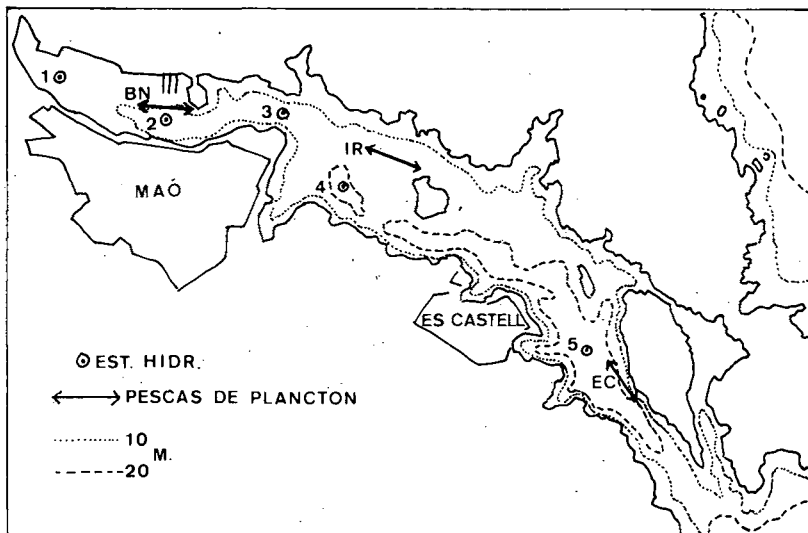 1
BN
2
3
IR
4
MAÓ
ES CASTELL
5
EC
EST. HIDR.
PESCAS DE PLANCTON
10
M.
20